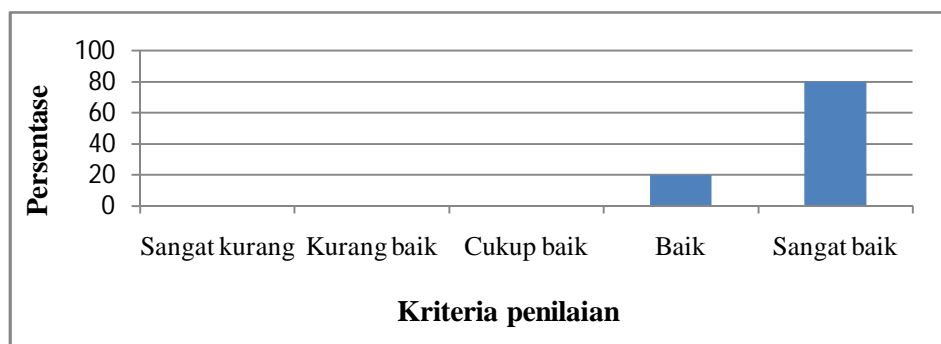 Persentase
100
80
60
40
20
0
Sangat kurang Kurang baik Cukup baik Baik Sangat baik
Kriteria penilaian